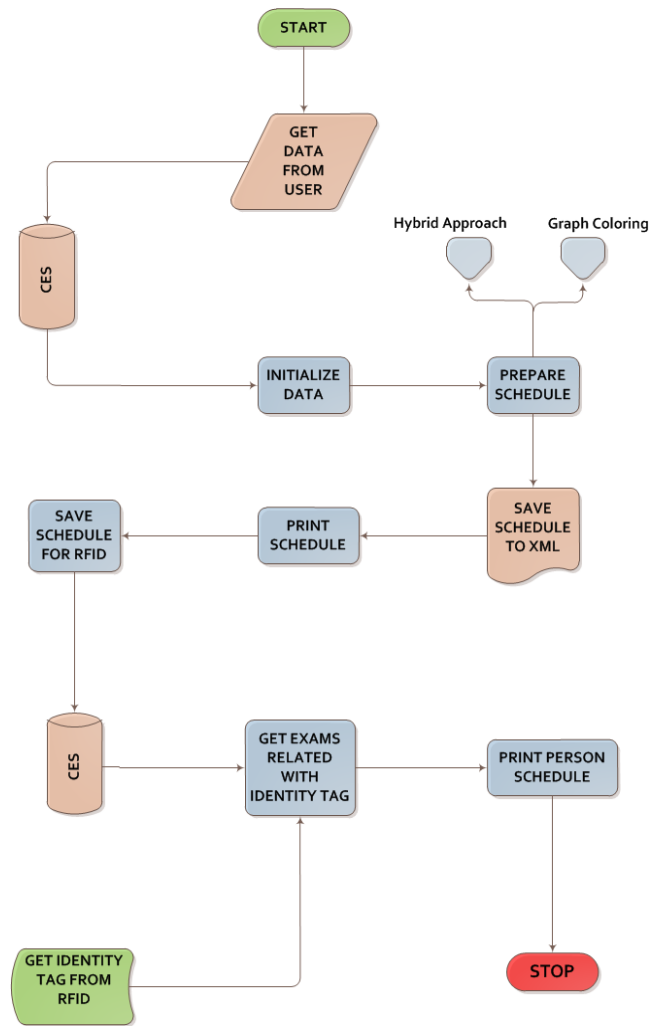 START
GET
DATA
FROM
USER
Hybrid Approach
Graph Coloring
CES
INITIALIZE
DATA
PREPARE
SCHEDULE
SAVE
SCHEDULE
FOR RFID
PRINT
SCHEDULE
SAVE
SCHEDULE
TO XML
CES
GET EXAMS
RELATED
WITH
IDENTITY TAG
PRINT PERSON
SCHEDULE
GET IDENTITY
TAG FROM
RFID
STOP